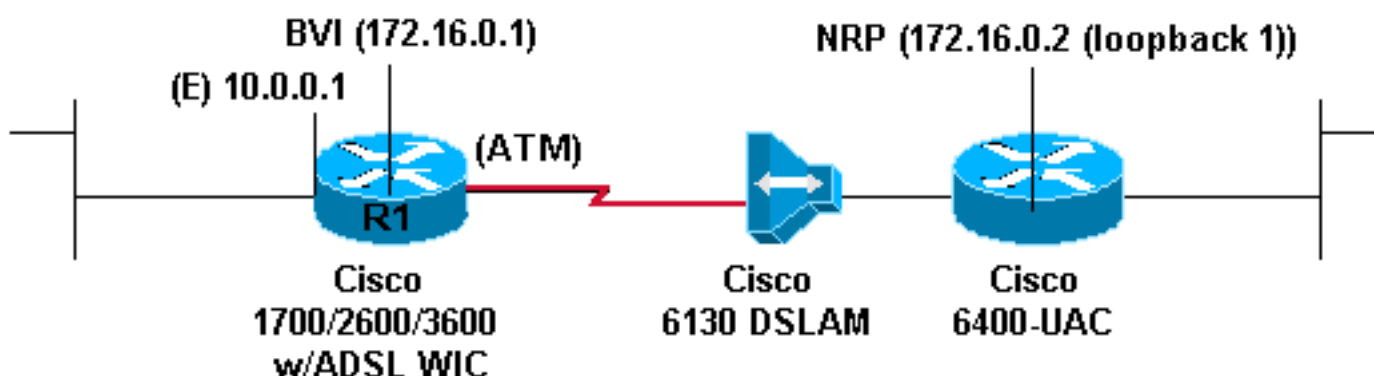 BVI (172.16.0.1)
NRP (172.16.0.2 (loopback 1))
(E) 10.0.0.1
(ATM)
R1
Cisco
1700/2600/3600
w/ADSL WIC
Cisco
6130 DSLAM
Cisco
6400-UAC